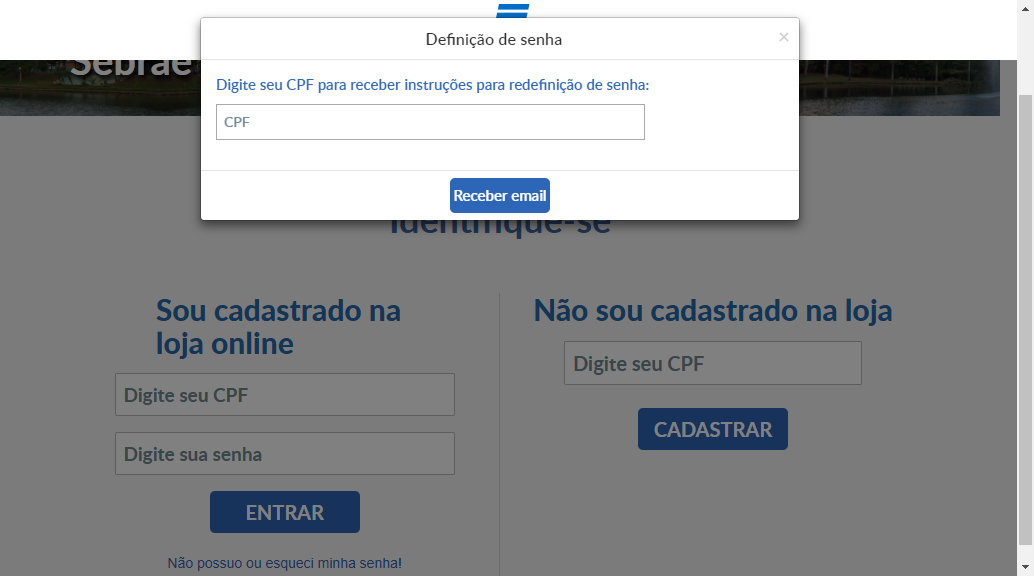 Definição de senha
×
Sebrae
Digite seu CPF para receber instruções para redefinição de senha:
CPF
Receber email
Identifique-se
Sou cadastrado na
loja online
Digite seu CPF
Digite sua senha
ENTRAR
Não possuo ou esqueci minha senha!
Não sou cadastrado na loja
Digite seu CPF
CADASTRAR